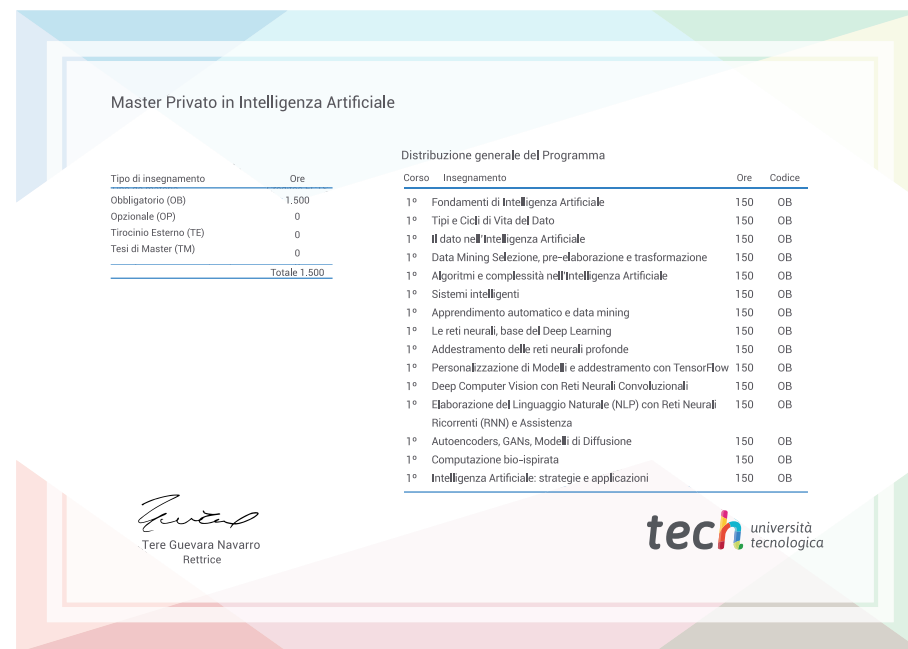 Master Privato in Intelligenza Artificiale
Tipo di insegnamento Ore
Obbligatorio (OB) 1.500
Opzionale (OP) 0
Tirocinio Esterno (TE) 0
Tesi di Master (TM) 0
Totale 1.500
Distribuzione generale del Programma
Corso Insegnamento Ore Codice
1º Fondamenti di Intelligenza Artificiale 150 OB
1º Tipi e Cicli di Vita del Dato 150 OB
1º Il dato nell'Intelligenza Artificiale 150 OB
1º Data Mining Selezione, pre-elaborazione e trasformazione 150 OB
1º Algoritmi e complessità nell'Intelligenza Artificiale 150 OB
1º Sistemi intelligenti 150 OB
1º Apprendimento automatico e data mining 150 OB
1º Le reti neurali, base del Deep Learning 150 OB
1º Addestramento delle reti neurali profonde 150 OB
1º Personalizzazione di Modelli e addestramento con TensorFlow 150 OB
1º Deep Computer Vision con Reti Neurali Convoluzionali 150 OB
1º Elaborazione del Linguaggio Naturale (NLP) con Reti Neurali 150 OB
Ricorrenti (RNN) e Assistenza
1º Autoencoders, GANs, Modelli di Diffusione 150 OB
1º Computazione bio-ispirata 150 OB
1º Intelligenza Artificiale: strategie e applicazioni 150 OB
Tere Guevara Navarro
Rettrice
tech università
tecnologica